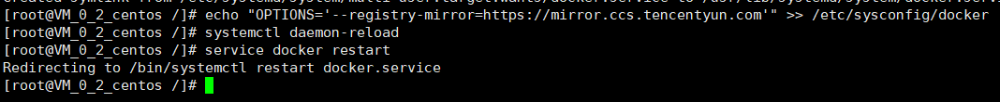 [root@VM_0_2_centos /]# echo "OPTIONS='--registry-mirror=https://mirror.ccs.tencentyun.com'" >> /etc/sysconfig/docker
[root@VM_0_2_centos /]# systemctl daemon-reload
[root@VM_0_2_centos /]# service docker restart
Redirecting to /bin/systemctl restart docker.service
[root@VM_0_2_centos /]#